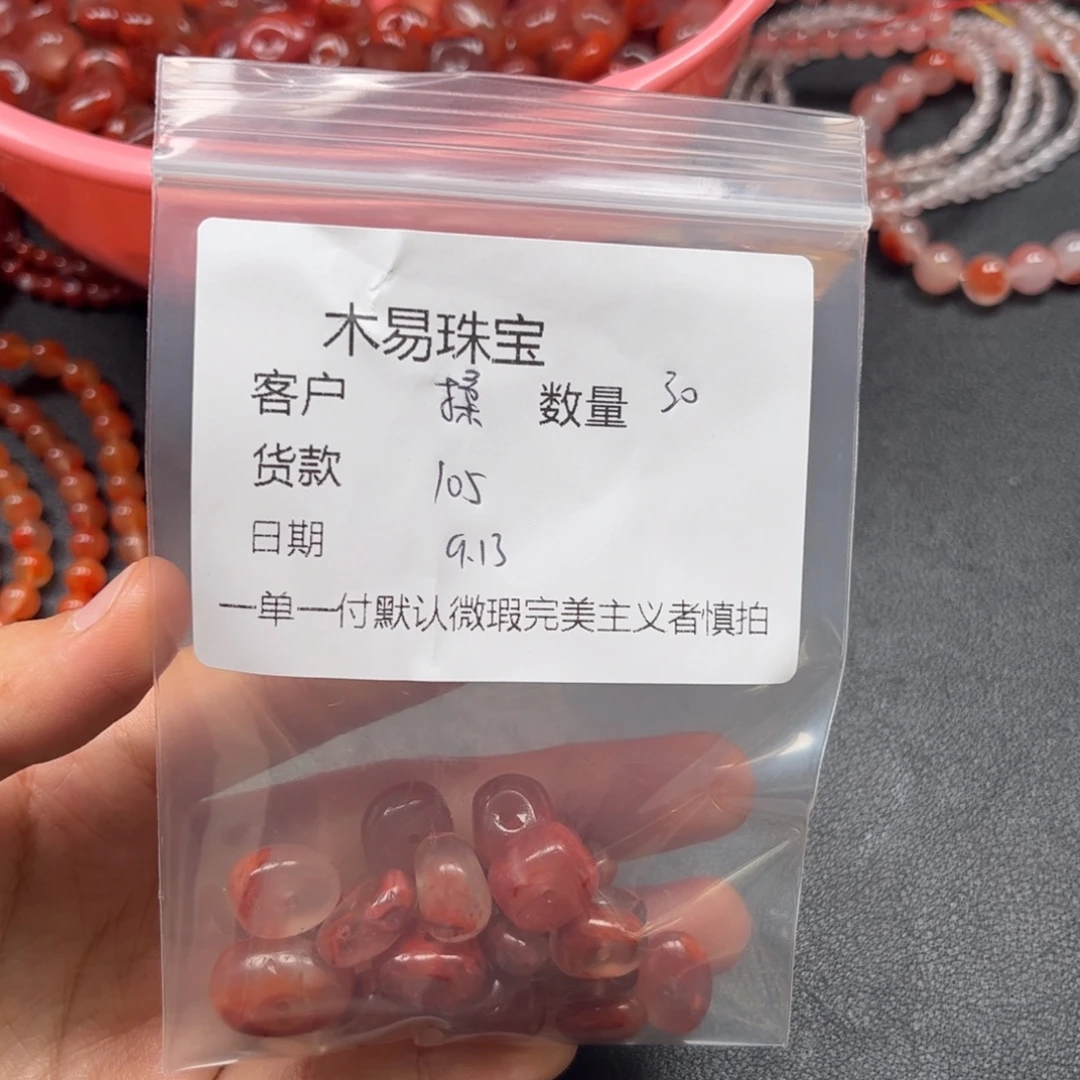 木易珠宝
客户 揉 数量 30
货款 105
日期 9.13
一单一付默认微瑕完美主义者慎拍